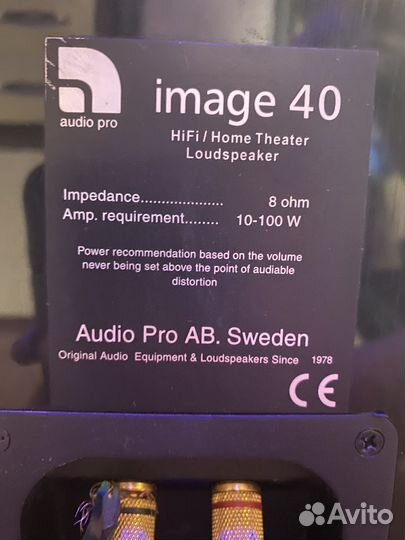 audio pro
image 40
HiFi / Home Theater
Loudspeaker
Impedance.................... 8 ohm
Amp. requirement........ 10-100 W
Power recommendation based on the volume
never being set above the point of audiable
distortion
Audio Pro AB. Sweden
Original Audio Equipment & Loudspeakers Since 1978
CE
Avito